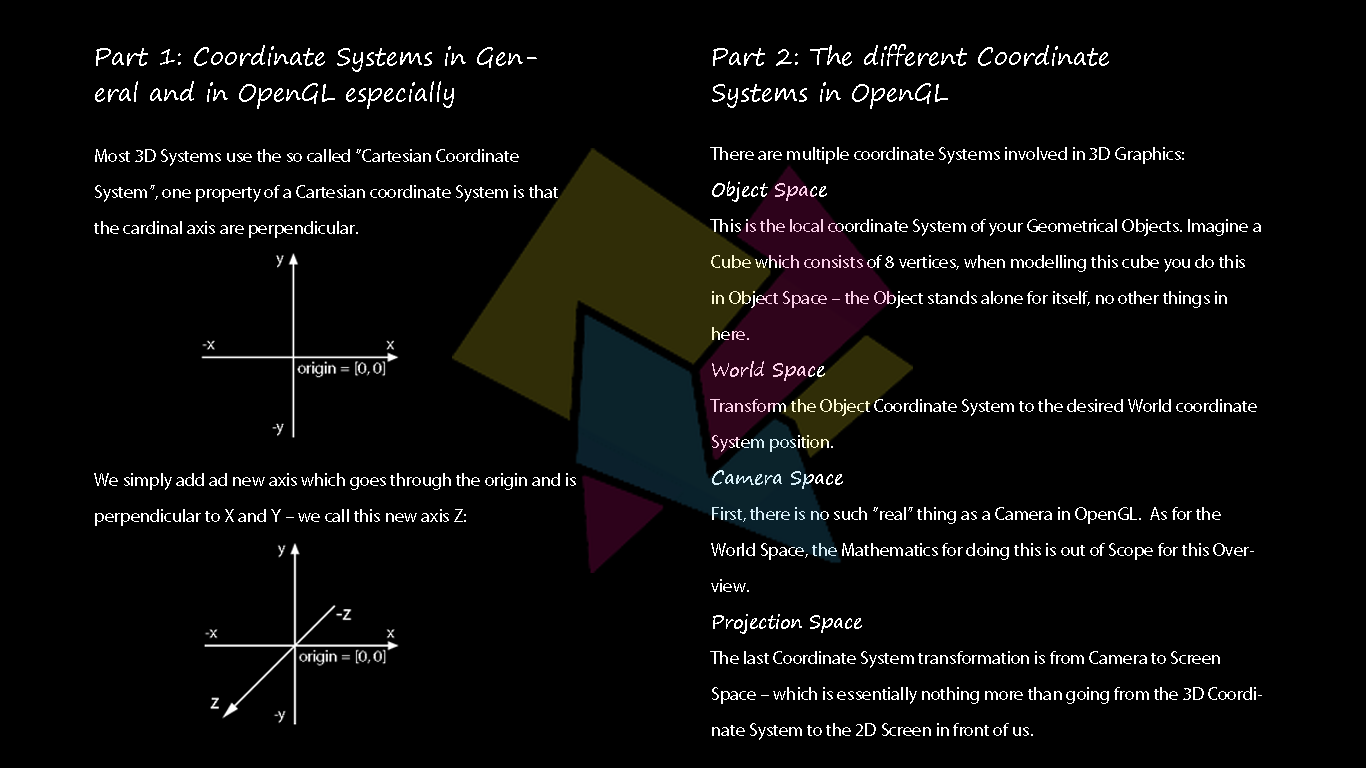 Part 1: Coordinate Systems in Gen-
eral and in OpenGL especially
Most 3D Systems use the so called "Cartesian Coordinate
System", one property of a Cartesian coordinate System is that
the cardinal axis are perpendicular.
y
-x
x
origin = [0, 0]
-y
We simply add ad new axis which goes through the origin and is
perpendicular to X and Y – we call this new axis Z:
y
-z
-x
x
origin = [0, 0]
z
-y
Part 2: The different Coordinate
Systems in OpenGL
There are multiple coordinate Systems involved in 3D Graphics:
Object Space
This is the local coordinate System of your Geometrical Objects. Imagine a
Cube which consists of 8 vertices, when modelling this cube you do this
in Object Space – the Object stands alone for itself, no other things in
here.
World Space
Transform the Object Coordinate System to the desired World coordinate
System position.
Camera Space
First, there is no such "real" thing as a Camera in OpenGL.  As for the
World Space, the Mathematics for doing this is out of Scope for this Over-
view.
Projection Space
The last Coordinate System transformation is from Camera to Screen
Space – which is essentially nothing more than going from the 3D Coordi-
nate System to the 2D Screen in front of us.